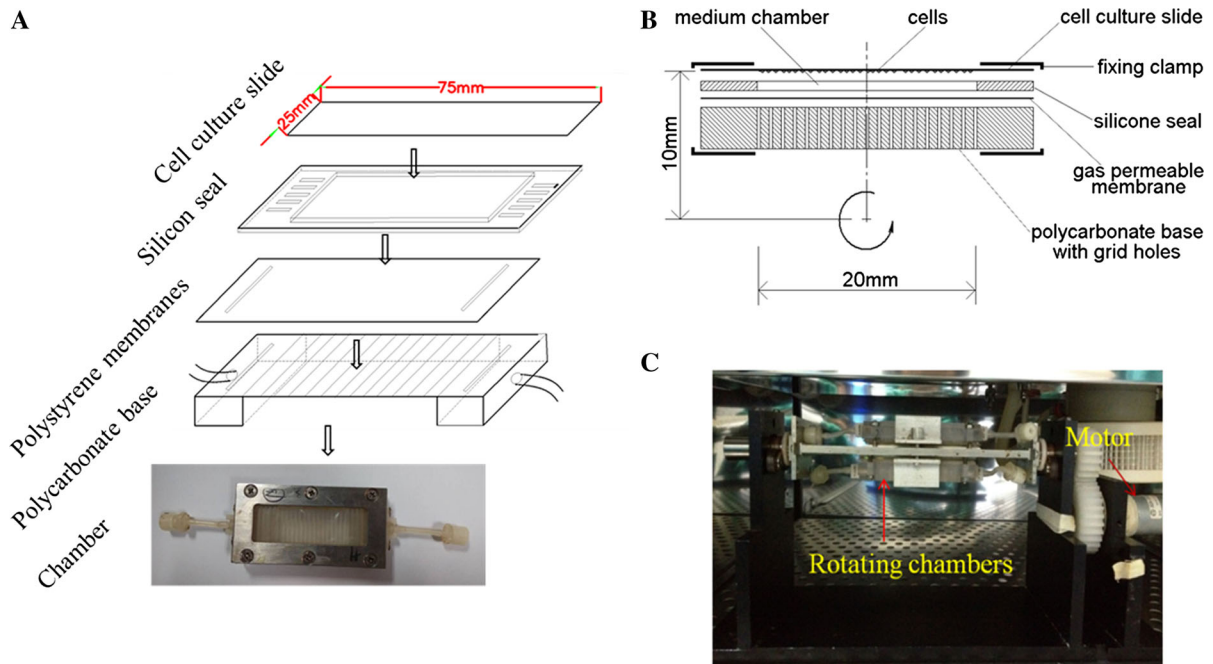 A
Cell culture slide
75mm
25mm
Silicon seal
Polystyrene membranes
Polycarbonate base
Chamber
B
medium chamber
cells
cell culture slide
fixing clamp
silicone seal
gas permeable
membrane
polycarbonate base
with grid holes
10mm
20mm
C
Motor
Rotating chambers